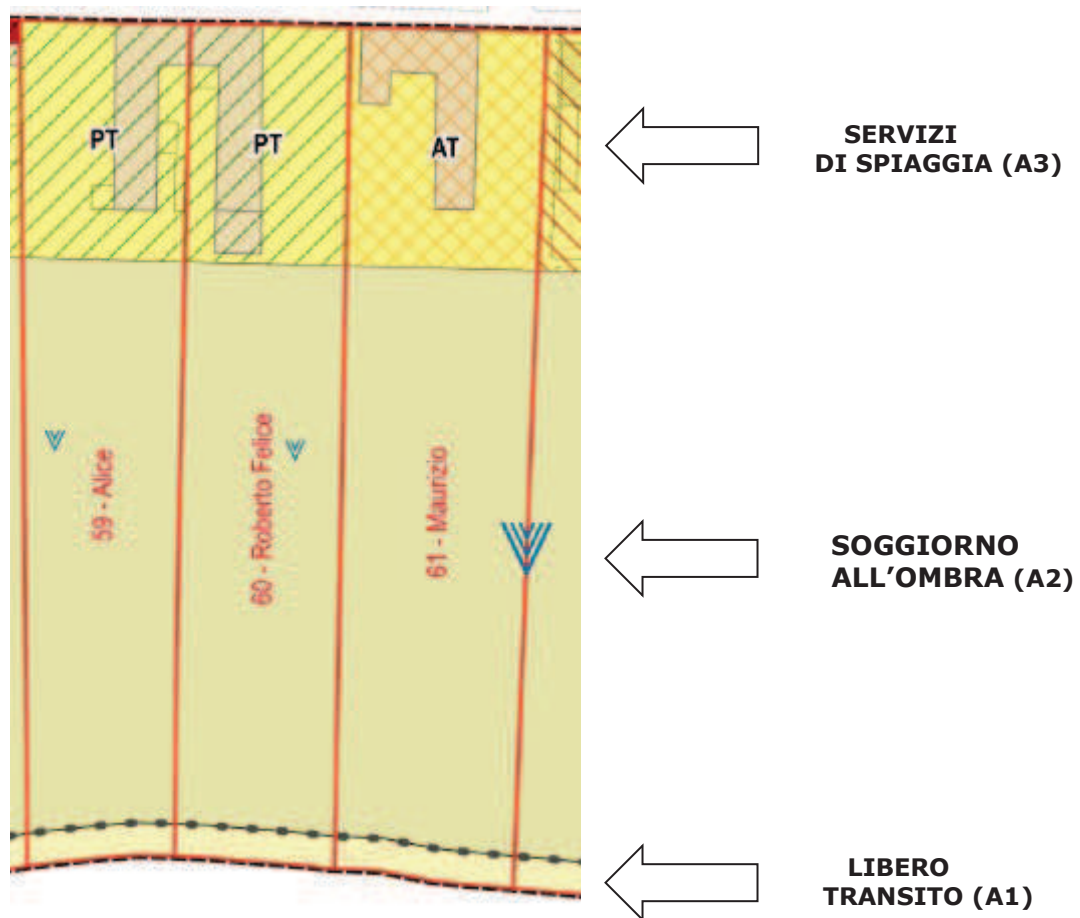 PT
PT
AT
SERVIZI
DI SPIAGGIA (A3)
59 - Alice
60 - Roberto Felice
61 - Maurizio
SOGGIORNO
ALL’OMBRA (A2)
LIBERO
TRANSITO (A1)